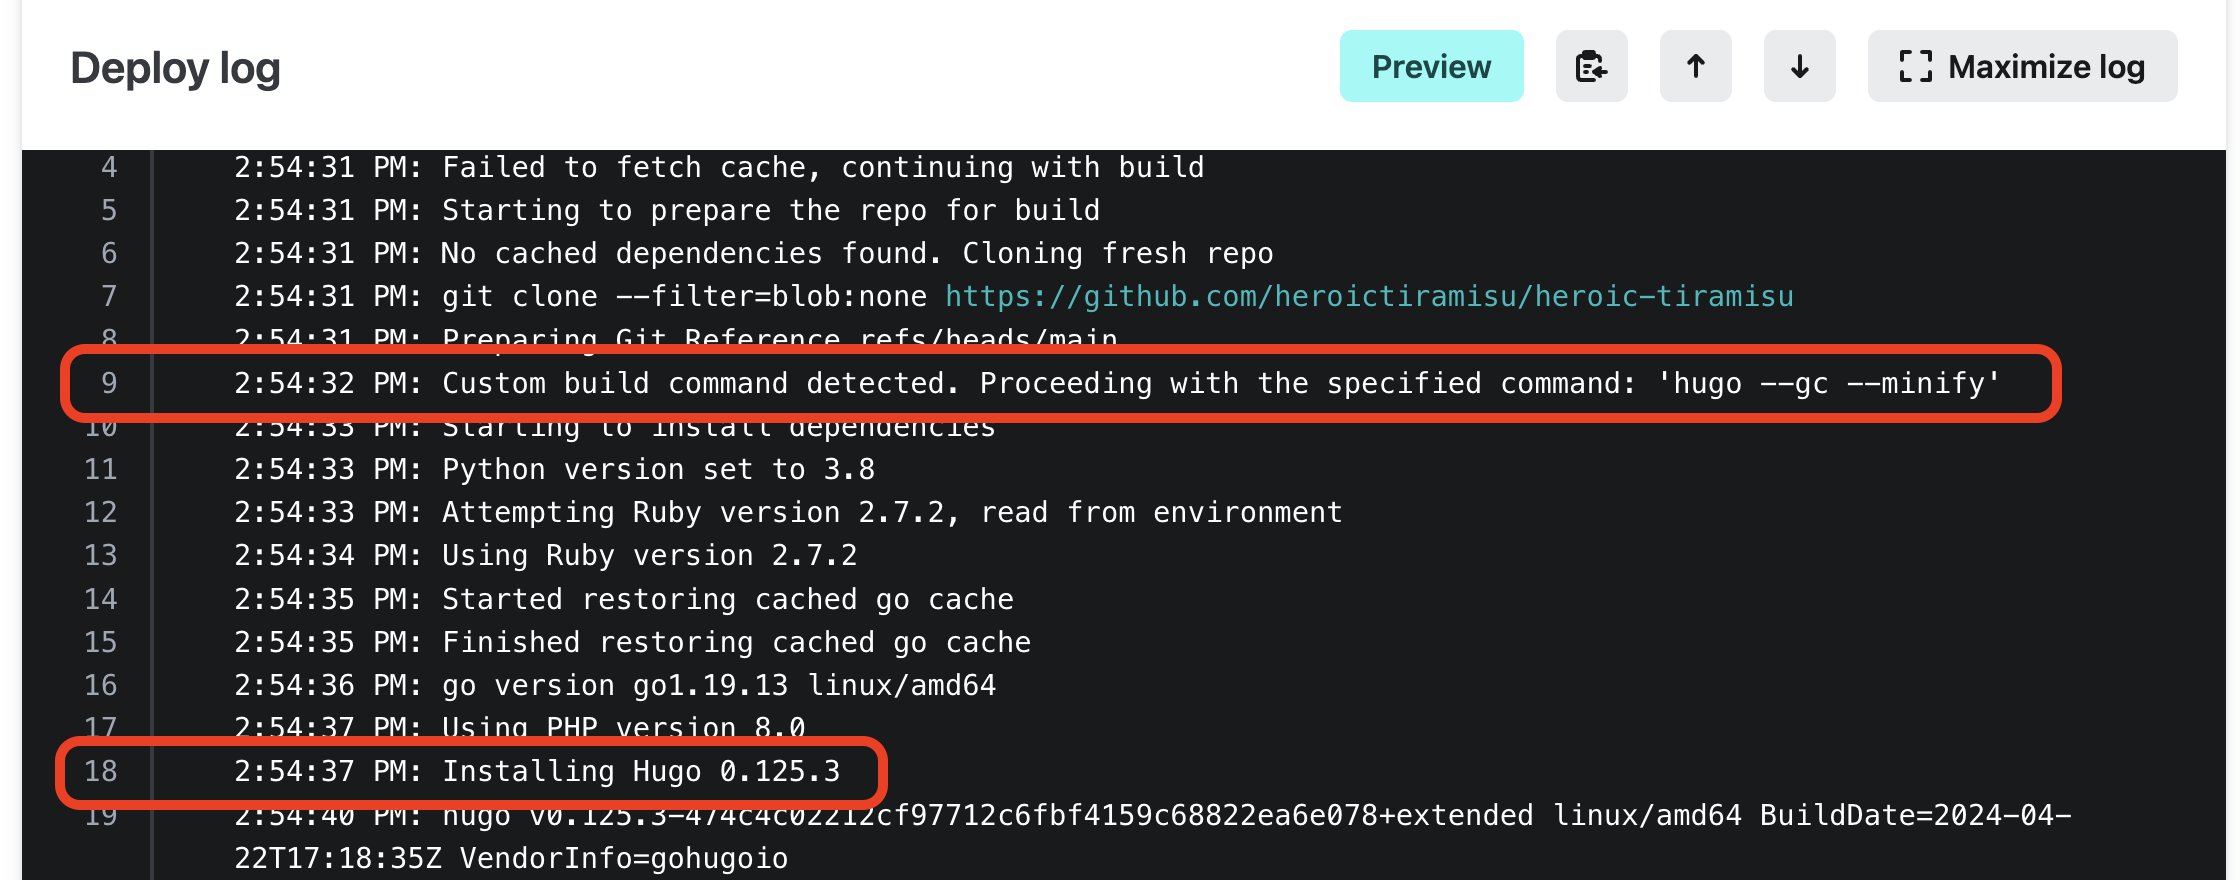 Deploy log
Preview
Maximize log
4 2:54:31 PM: Failed to fetch cache, continuing with build
5 2:54:31 PM: Starting to prepare the repo for build
6 2:54:31 PM: No cached dependencies found. Cloning fresh repo
7 2:54:31 PM: git clone --filter=blob:none https://github.com/heroictiramisu/heroic-tiramisu
8 2:54:31 PM: Preparing Git Reference refs/heads/main
9 2:54:32 PM: Custom build command detected. Proceeding with the specified command: 'hugo --gc --minify'
10 2:54:33 PM: Starting to install dependencies
11 2:54:33 PM: Python version set to 3.8
12 2:54:33 PM: Attempting Ruby version 2.7.2, read from environment
13 2:54:34 PM: Using Ruby version 2.7.2
14 2:54:35 PM: Started restoring cached go cache
15 2:54:35 PM: Finished restoring cached go cache
16 2:54:36 PM: go version go1.19.13 linux/amd64
17 2:54:37 PM: Using PHP version 8.0
18 2:54:37 PM: Installing Hugo 0.125.3
19 2:54:40 PM: hugo v0.125.3-474c4c02212cf97712c6fbf4159c68822ea6e078+extended linux/amd64 BuildDate=2024-04-
22T17:18:35Z VendorInfo=gohugoio